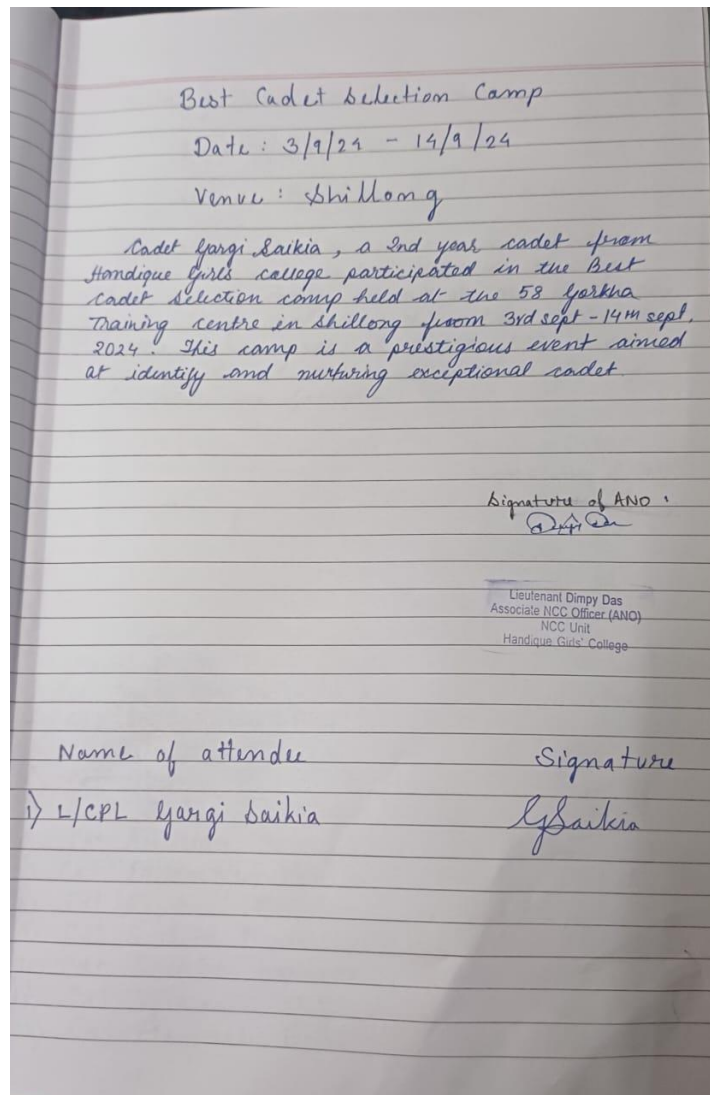 Best Cadet Selection Camp
Date : 3/9/24 - 14/9/24
Venue : Shillong
Cadet Gargi Saikia, a 2nd year cadet from
Handique Girls college participated in the Best
cadet selection camp held at the 58 Gorkha
Training centre in Shillong from 3rd sept - 14th sept,
2024. This camp is a prestigious event aimed
at identify and nurturing exceptional cadet
Signature of ANO :
Lieutenant Dimpy Das
Associate NCC Officer (ANO)
NCC Unit
Handique Girls' College
Name of attendee Signature
1) L/CPL Gargi Saikia GSaikia